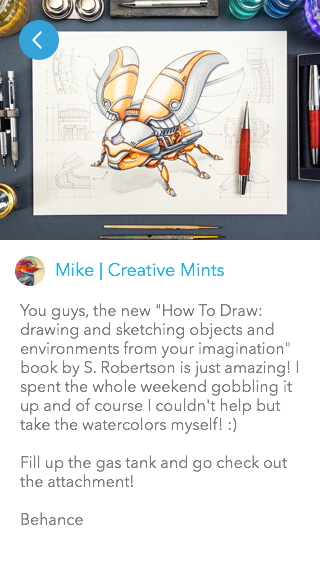 Mike | Creative Mints
You guys, the new "How To Draw:
drawing and sketching objects and
environments from your imagination"
book by S. Robertson is just amazing! I
spent the whole weekend gobbling it
up and of course I couldn't help but
take the watercolors myself! :)
Fill up the gas tank and go check out
the attachment!
Behance